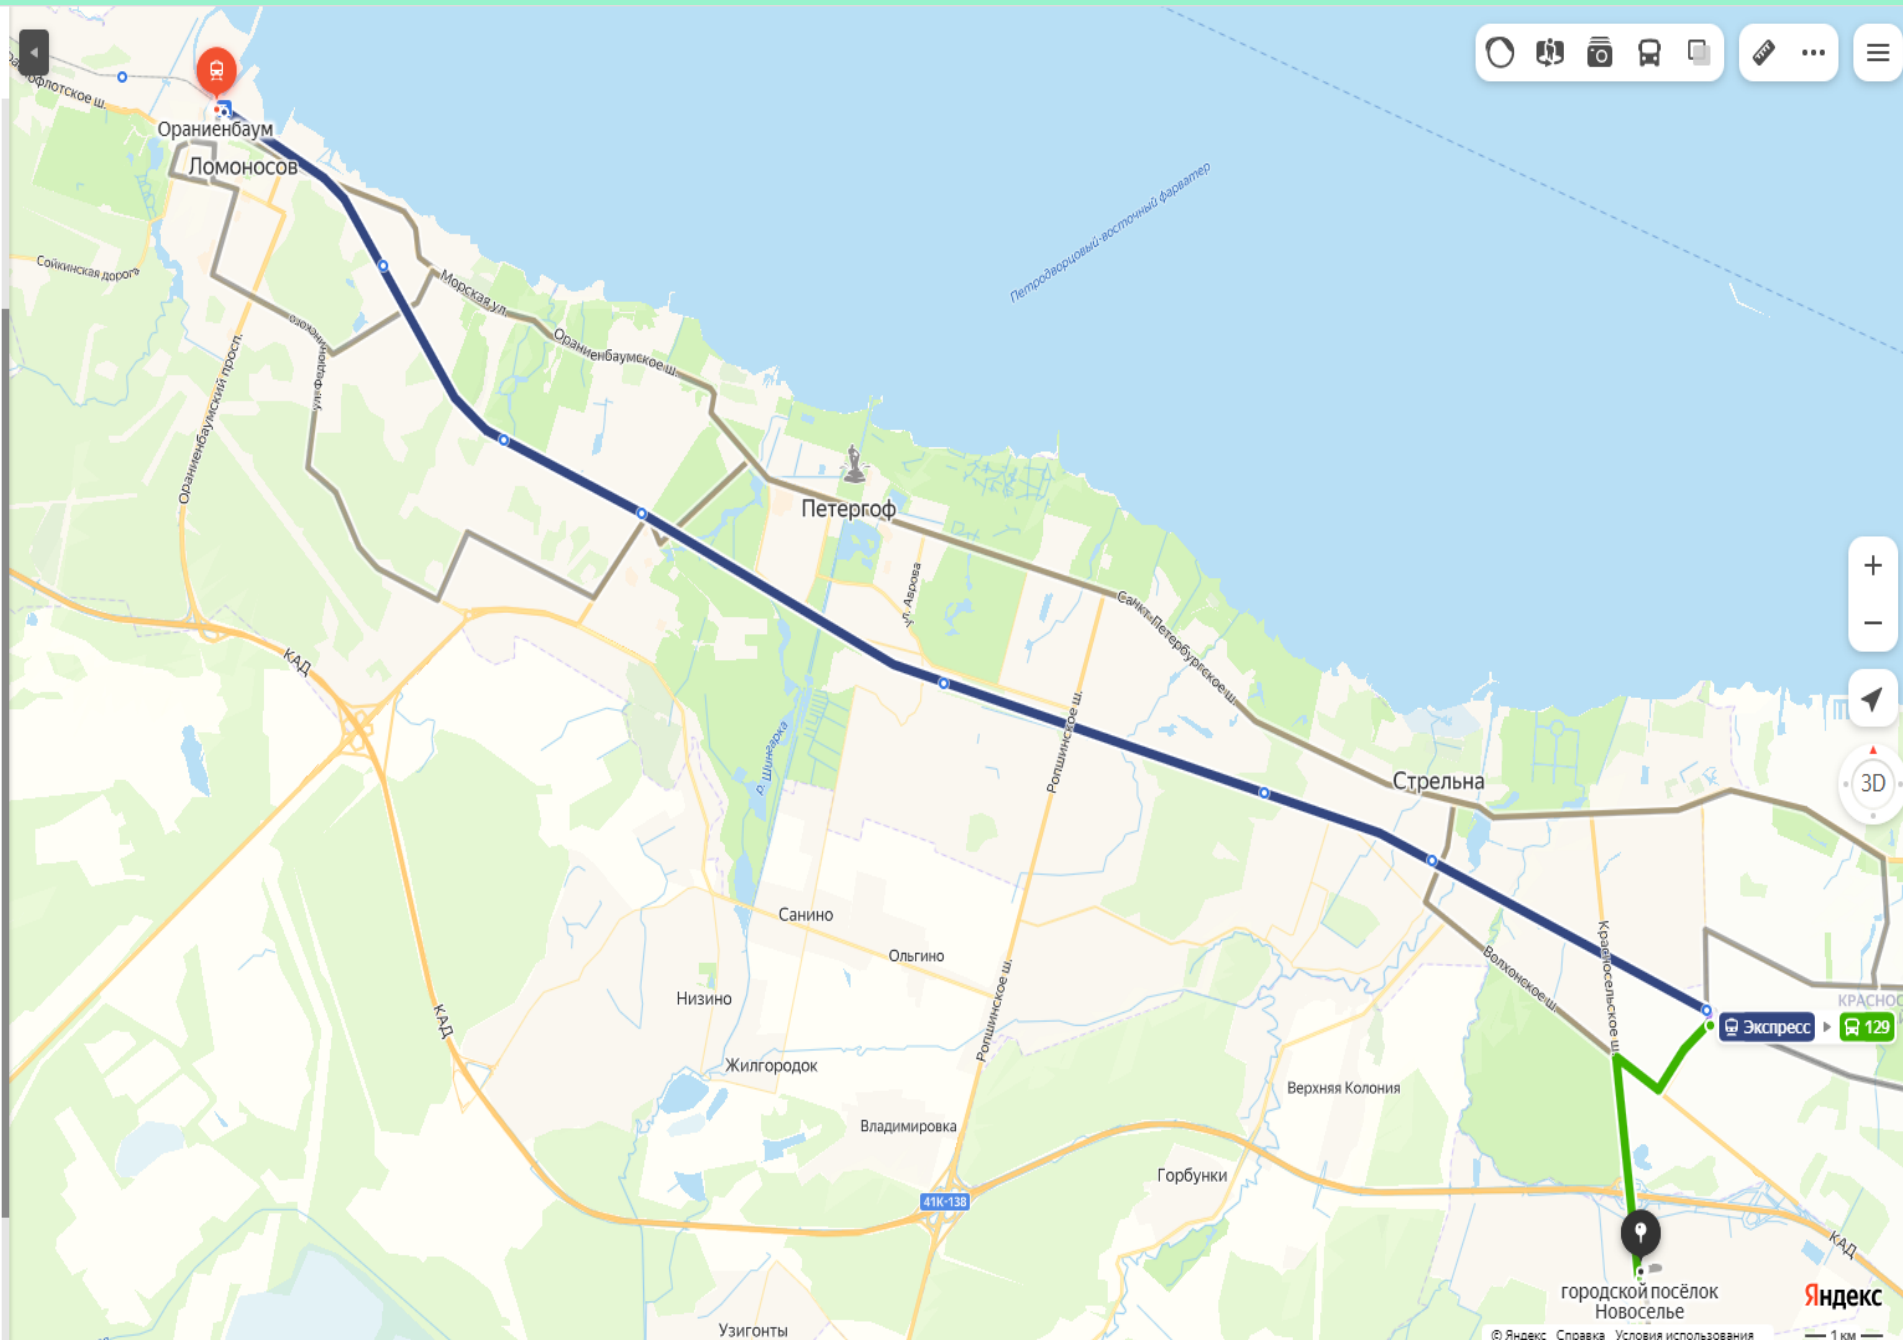 Ораниенбаум
Ломоносов
Сойкинская дорога
Морская ул.
Ораниенбаумское ш.
Петродворцовый-восточный фарватер
Ораниенбаумский просп.
Петергоф
Санкт-Петербургское ш.
КАД
р. Шингарка
Ропшинское ш.
Стрельна
3D
Санино
Ольгино
Низино
Волхонское ш.
Красносельское ш.
Ропшинское ш.
КАД
Экспресс
129
Жилгородок
Верхняя Колония
Владимировка
Горбунки
41К-138
КАД
городской посёлок
Новоселье
Яндекс
Узигонты
© Яндекс Справка Условия использования
1 км